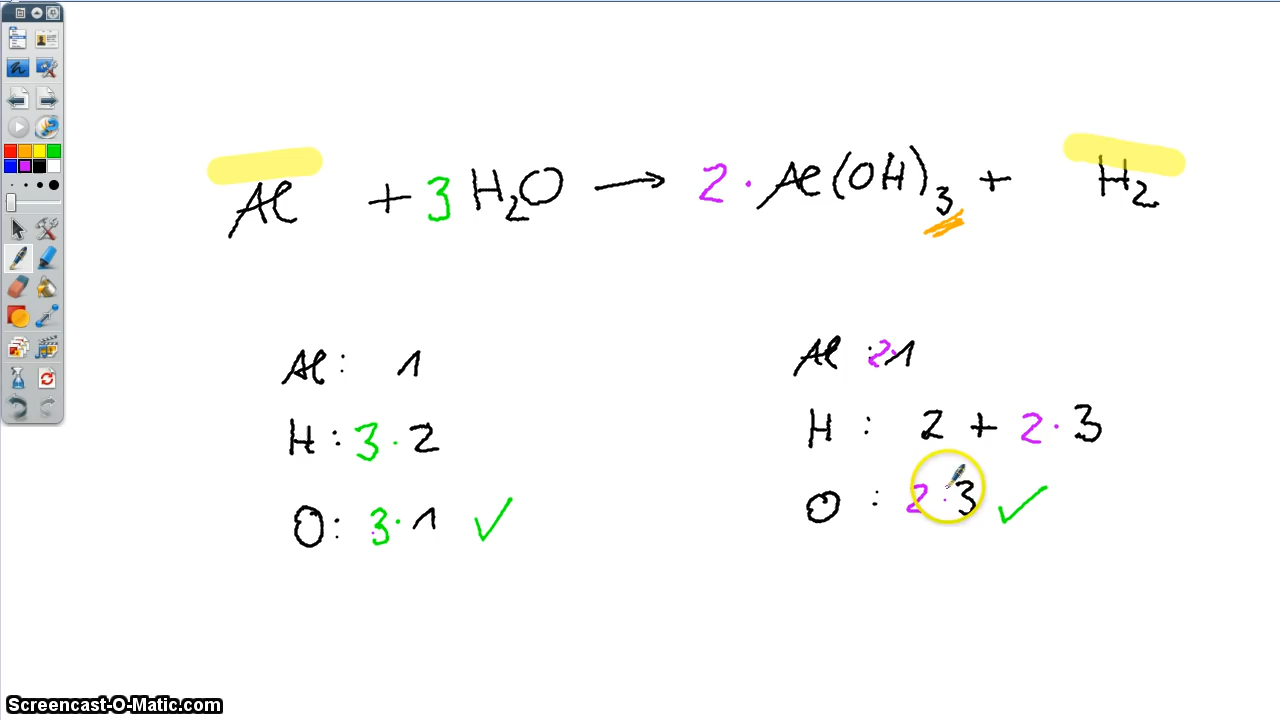 Al + 3 H₂O → 2 · Al(OH)₃ + H₂
Al : 1
H : 3 · 2
O : 3 · 1 ✓
Al : 2 · 1
H : 2 + 2 · 3
O : 2 · 3 ✓
Screencast-O-Matic.com